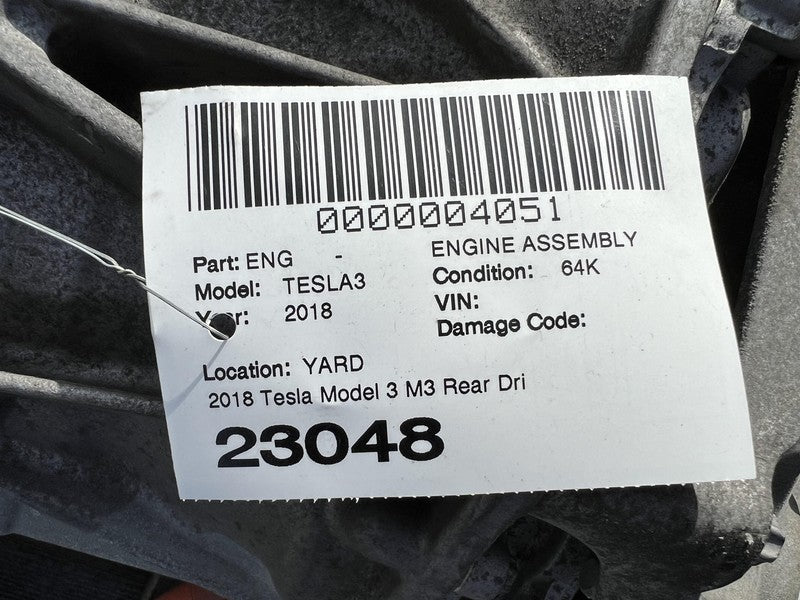 0000004051
Part: ENG - ENGINE ASSEMBLY
Model: TESLA3 Condition: 64K
Year: 2018 VIN:
Damage Code:
Location: YARD
2018 Tesla Model 3 M3 Rear Dri
23048